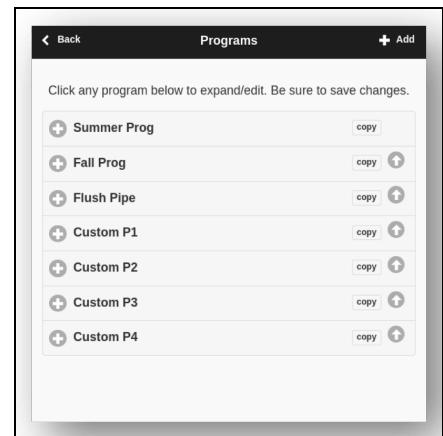 Back Programs Add
Click any program below to expand/edit. Be sure to save changes.
Summer Prog copy
Fall Prog copy
Flush Pipe copy
Custom P1 copy
Custom P2 copy
Custom P3 copy
Custom P4 copy